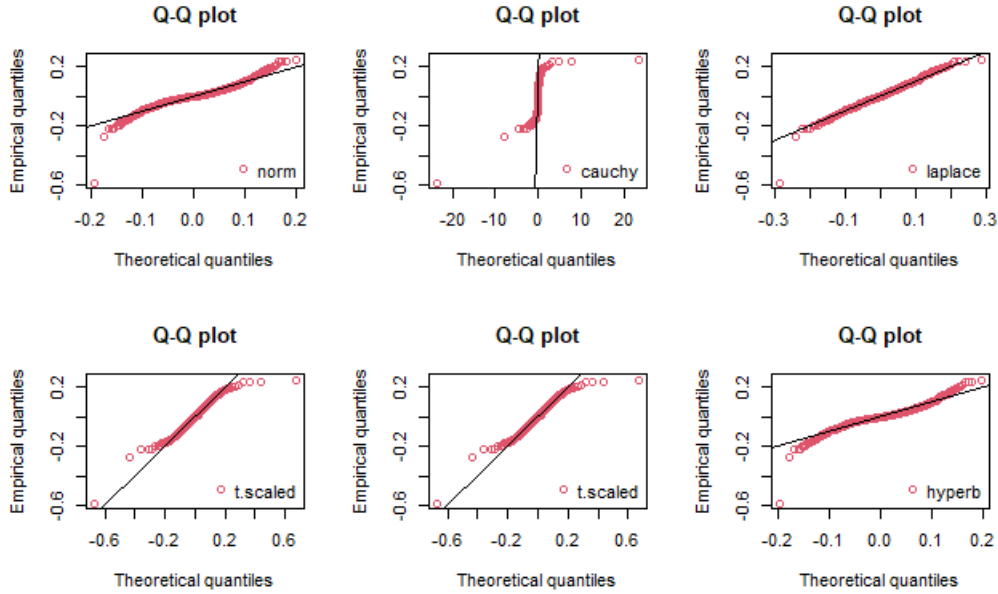 Q-Q plot
Empirical quantiles
0.2
-0.2
-0.6
norm
-0.2 -0.1 0.0 0.1 0.2
Theoretical quantiles
Q-Q plot
Empirical quantiles
0.2
-0.2
-0.6
cauchy
-20 -10 0 10 20
Theoretical quantiles
Q-Q plot
Empirical quantiles
0.2
-0.2
-0.6
laplace
-0.3 -0.1 0.1 0.3
Theoretical quantiles
Q-Q plot
Empirical quantiles
0.2
-0.2
-0.6
t.scaled
-0.6 -0.2 0.2 0.6
Theoretical quantiles
Q-Q plot
Empirical quantiles
0.2
-0.2
-0.6
t.scaled
-0.6 -0.2 0.2 0.6
Theoretical quantiles
Q-Q plot
Empirical quantiles
0.2
-0.2
-0.6
hyperb
-0.2 -0.1 0.0 0.1 0.2
Theoretical quantiles